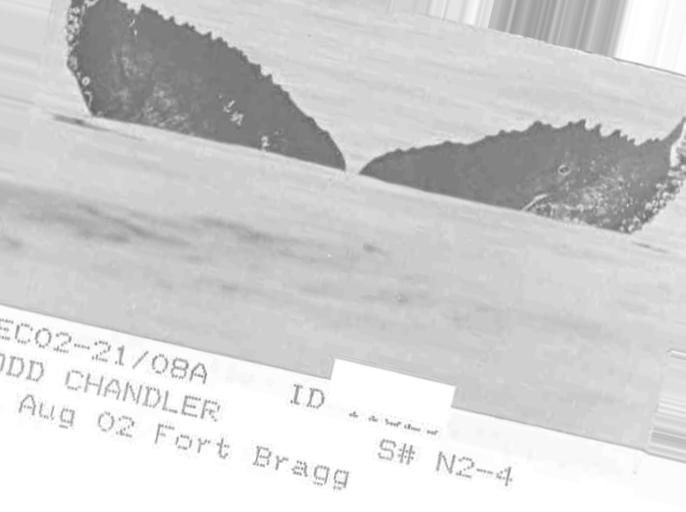 EC02-21/08A
ODD CHANDLER
Aug 02 Fort Bragg
ID
S# N2-4